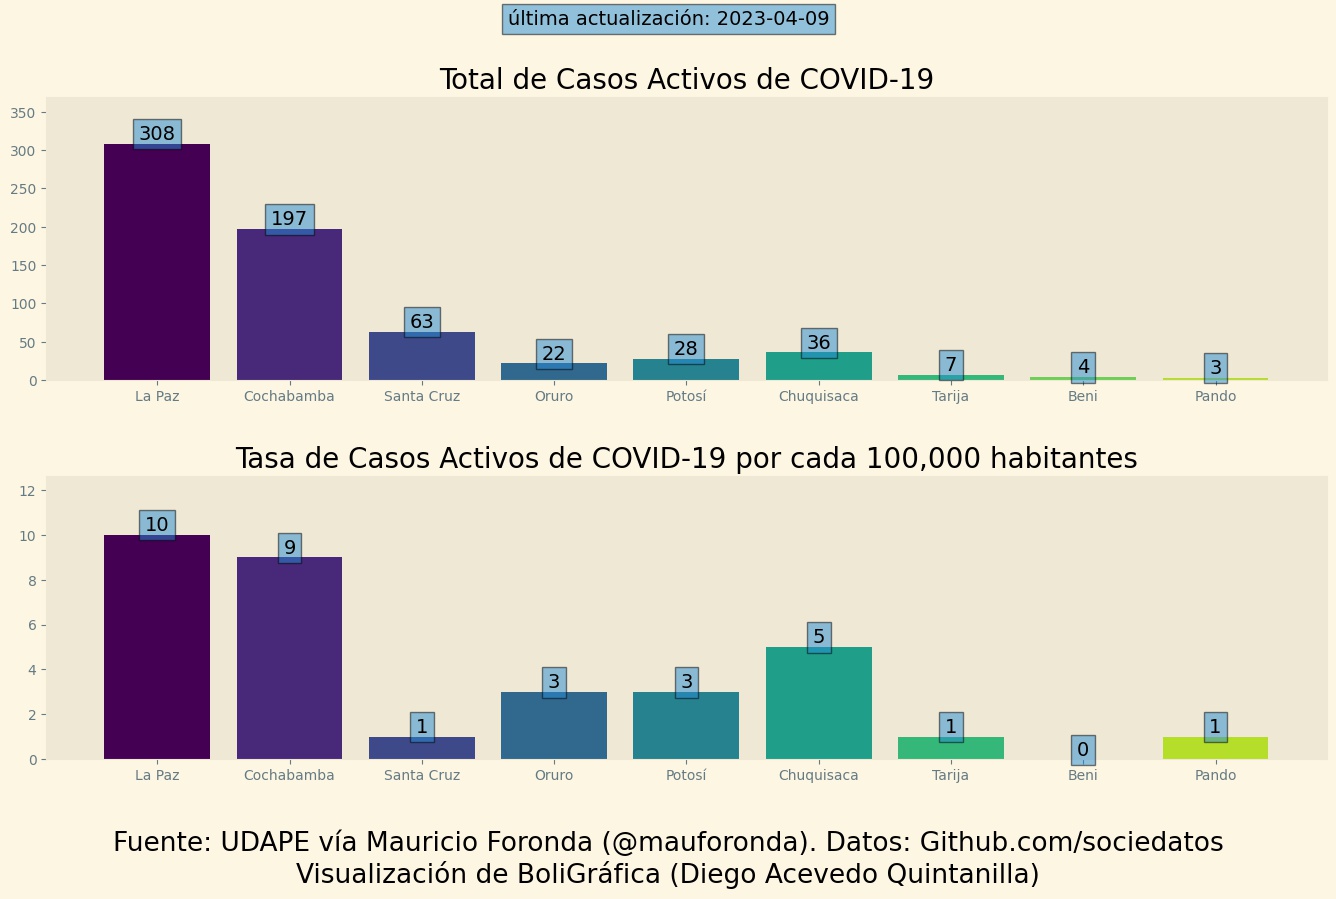 última actualización: 2023-04-09
Total de Casos Activos de COVID-19
350
300
250
200
150
100
50
0
308
197
63
22
28
36
7
4
3
La Paz
Cochabamba
Santa Cruz
Oruro
Potosí
Chuquisaca
Tarija
Beni
Pando
Tasa de Casos Activos de COVID-19 por cada 100,000 habitantes
12
10
8
6
4
2
0
10
9
1
3
3
5
1
0
1
La Paz
Cochabamba
Santa Cruz
Oruro
Potosí
Chuquisaca
Tarija
Beni
Pando
Fuente: UDAPE vía Mauricio Foronda (@mauforonda). Datos: Github.com/sociedatos
Visualización de BoliGráfica (Diego Acevedo Quintanilla)